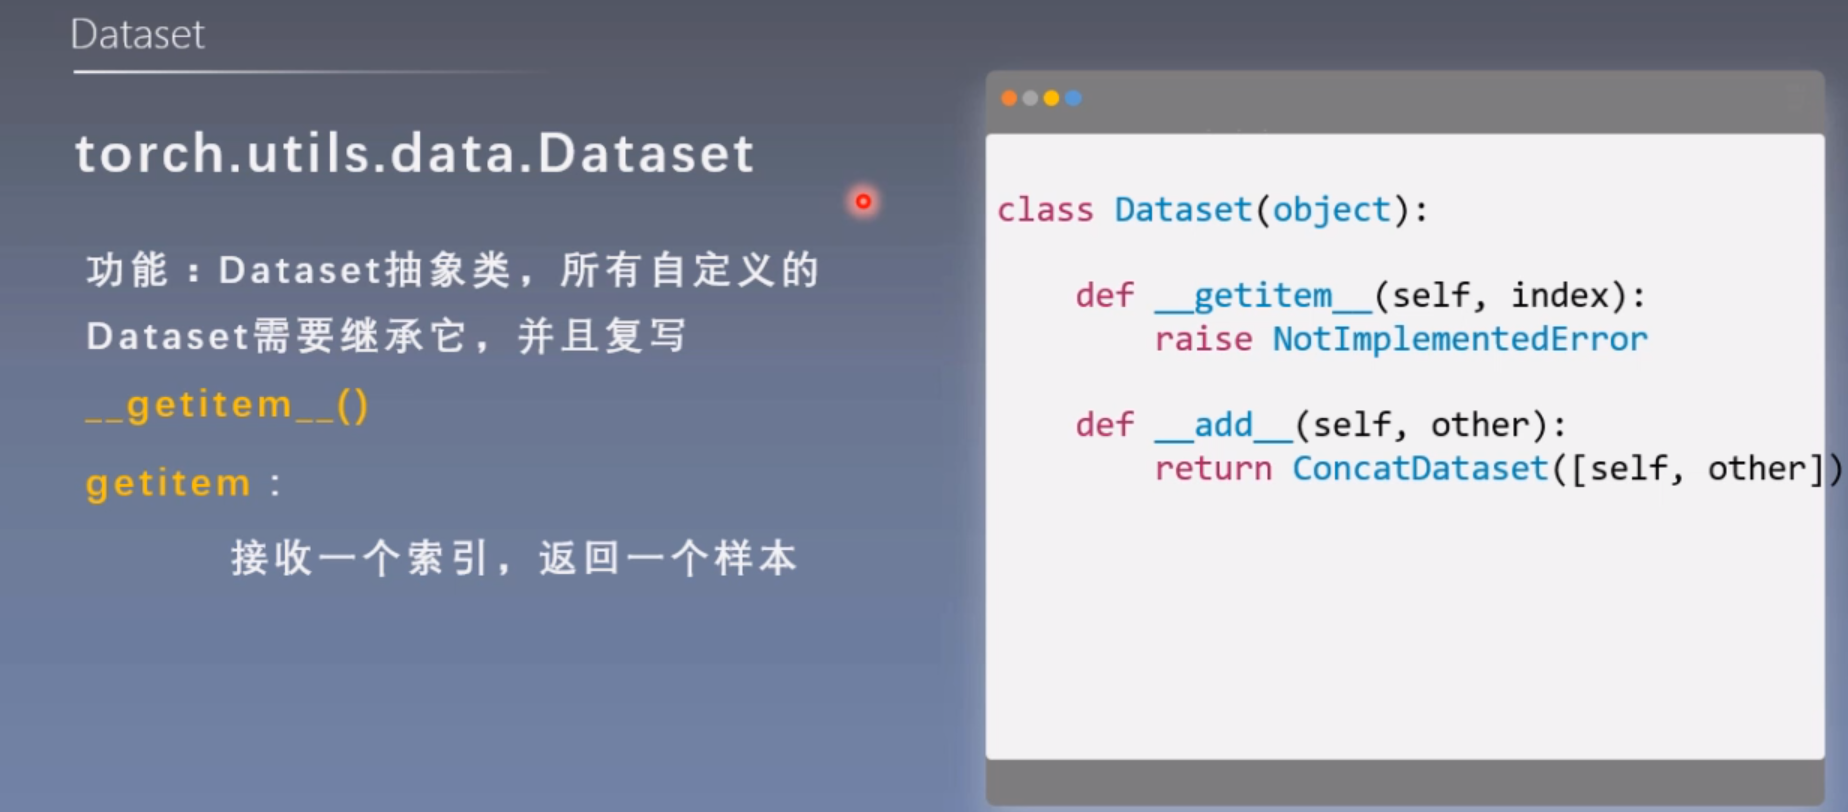 Dataset
torch.utils.data.Dataset
功能：Dataset抽象类，所有自定义的
Dataset需要继承它，并且复写
__getitem__()
getitem：
接收一个索引，返回一个样本
class Dataset(object):
def __getitem__(self, index):
raise NotImplementedError
def __add__(self, other):
return ConcatDataset([self, other])